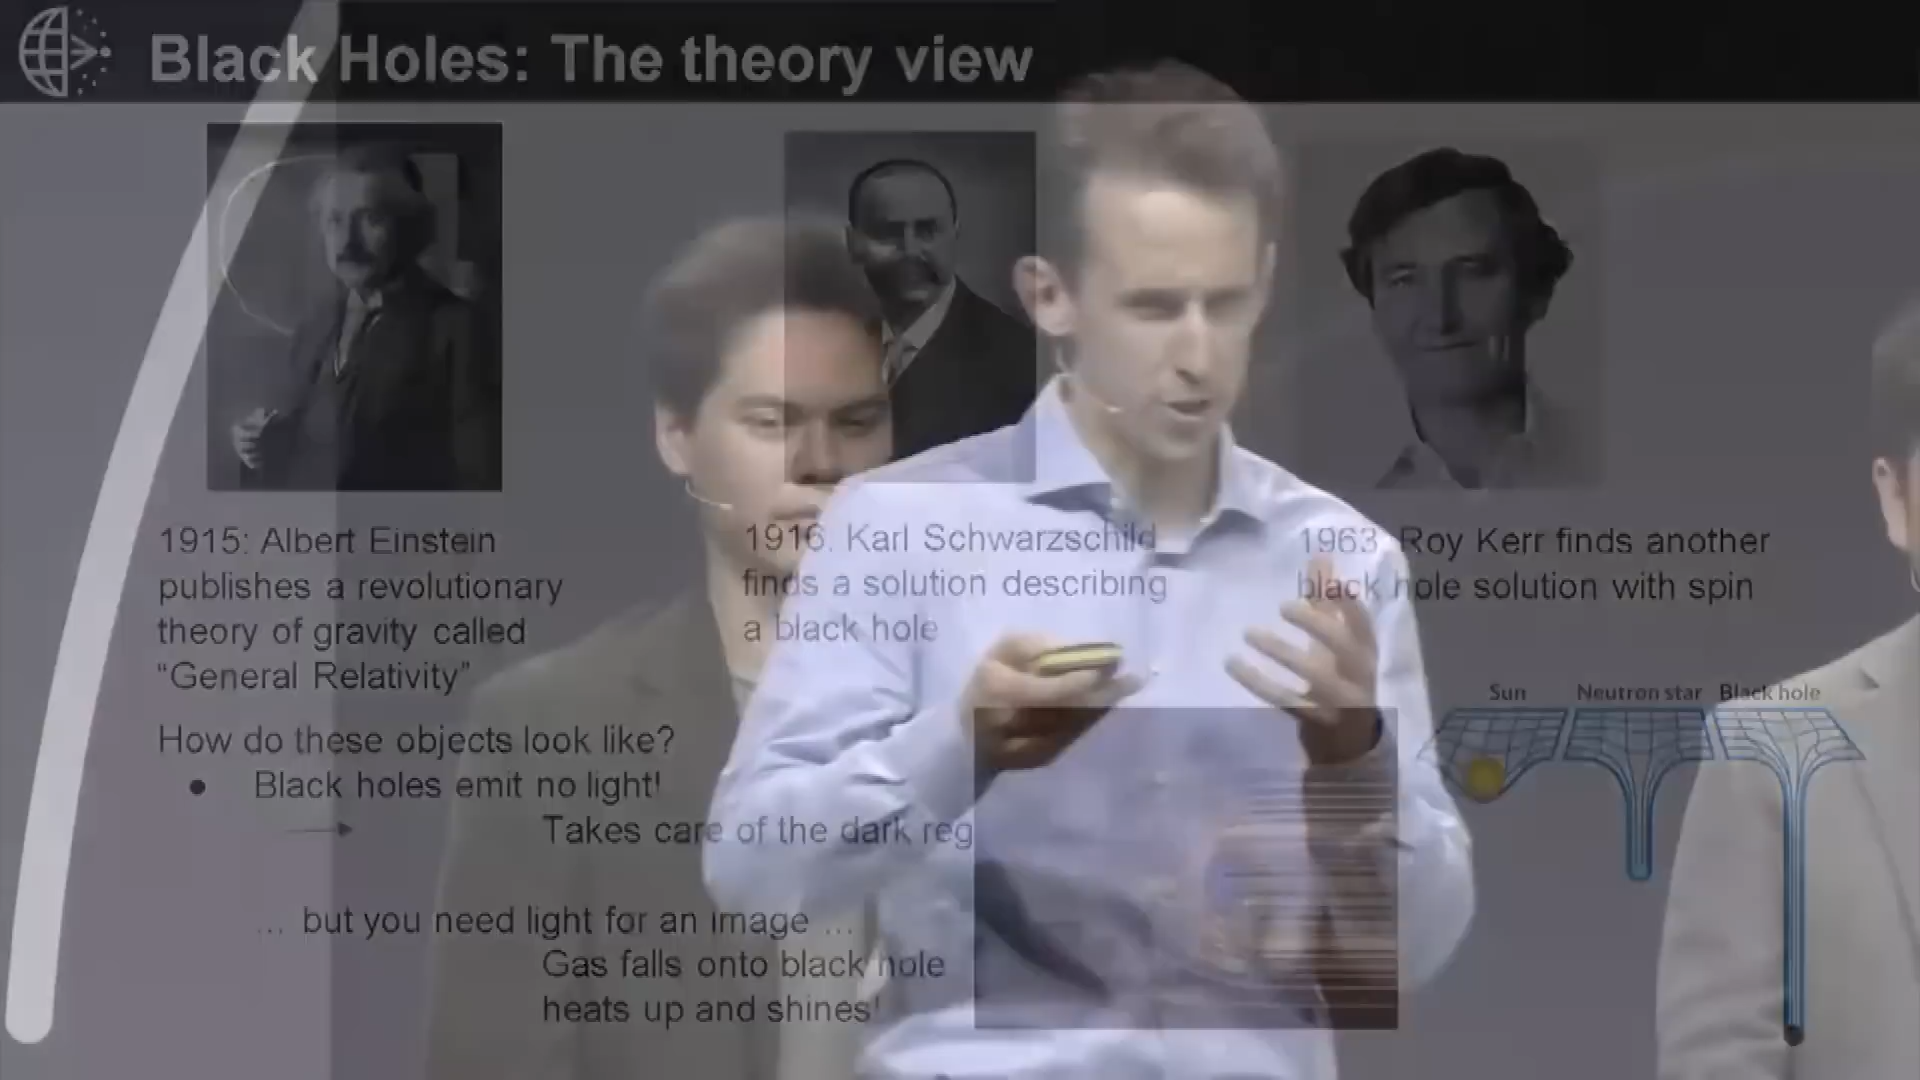 Black Holes: The theory view
1915: Albert Einstein
publishes a revolutionary
theory of gravity called
“General Relativity”
1916: Karl Schwarzschild
finds a solution describing
a black hole
1963: Roy Kerr finds another
black hole solution with spin
Sun Neutron star Black hole
How do these objects look like?
● Black holes emit no light!
Takes care of the dark reg
... but you need light for an image ...
Gas falls onto black hole
heats up and shines!